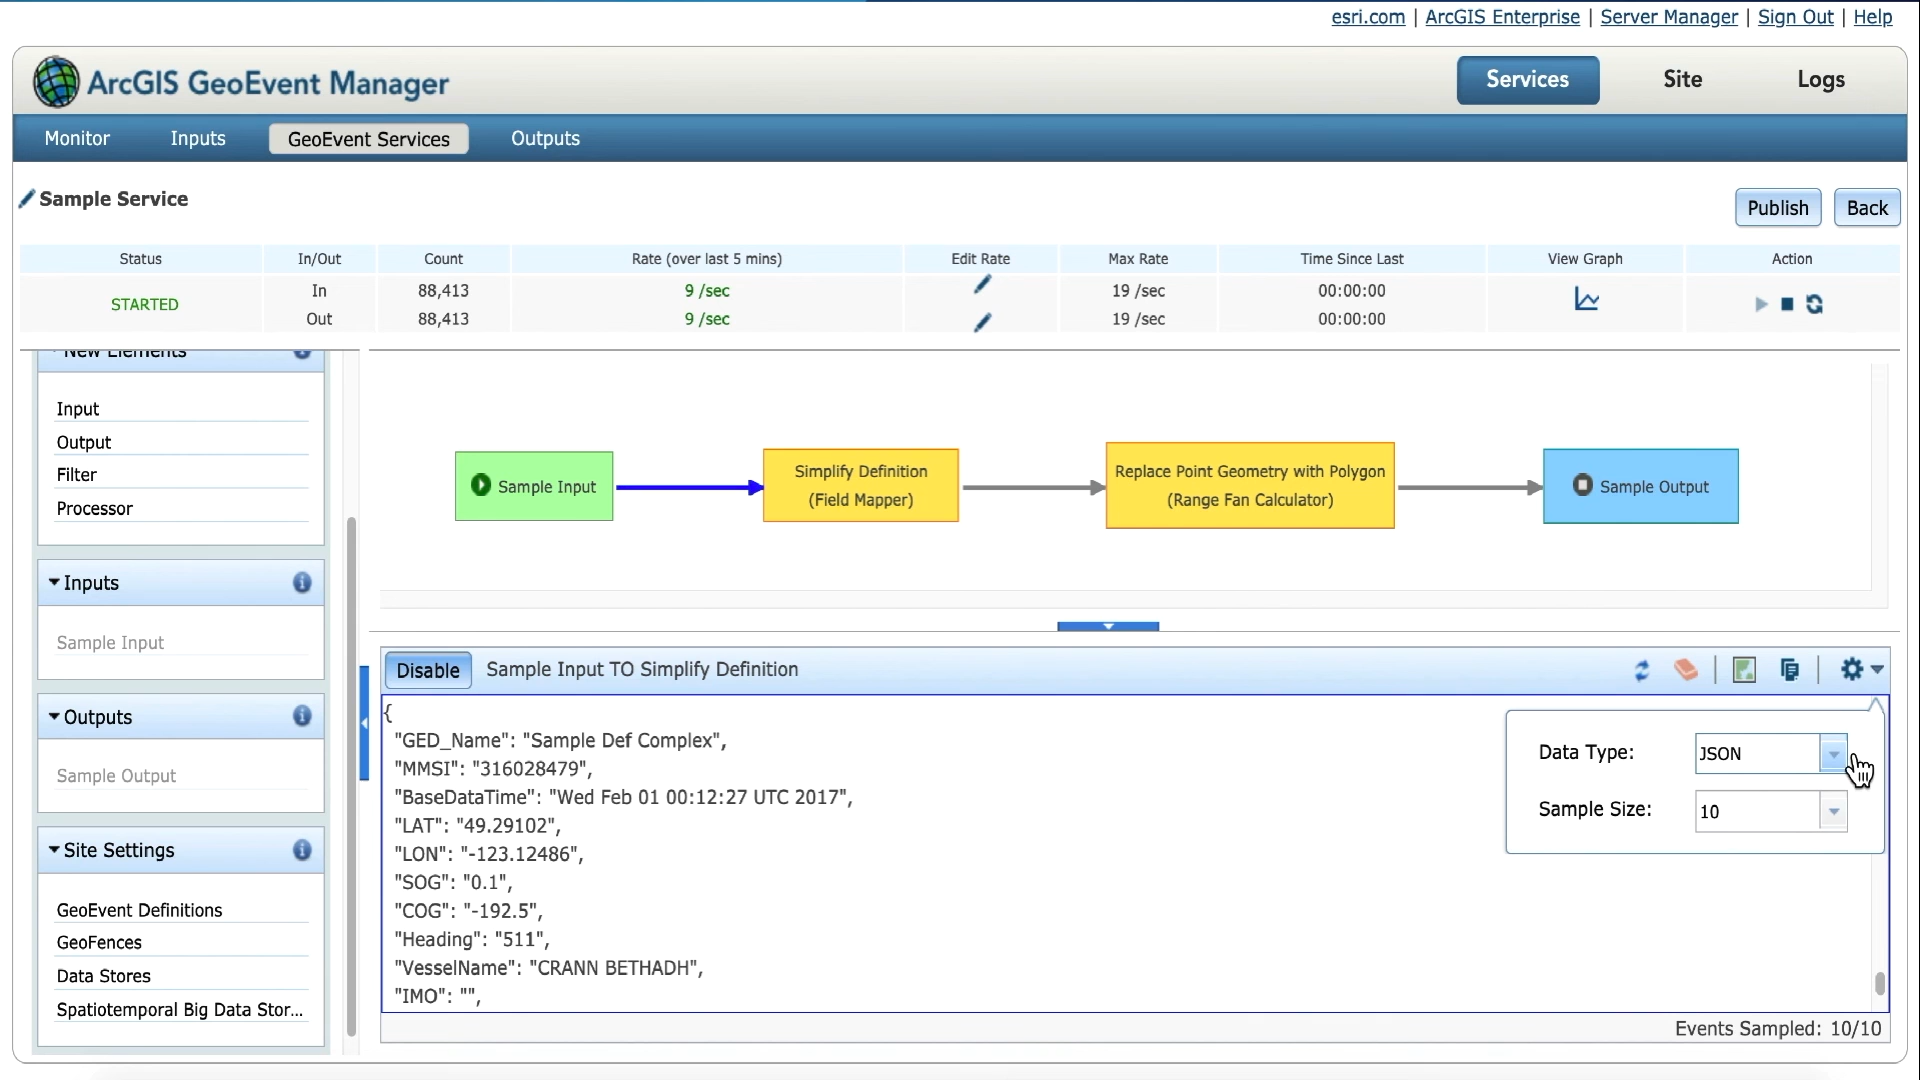 esri.com | ArcGIS Enterprise | Server Manager | Sign Out | Help
ArcGIS GeoEvent Manager
Services Site Logs
Monitor Inputs GeoEvent Services Outputs
Sample Service
Publish Back
Status In/Out Count Rate (over last 5 mins) Edit Rate Max Rate Time Since Last View Graph Action
STARTED
In 88,413 9 /sec 19 /sec 00:00:00
Out 88,413 9 /sec 19 /sec 00:00:00
New Elements
Input
Output
Filter
Processor
Inputs
Sample Input
Outputs
Sample Output
Site Settings
GeoEvent Definitions
GeoFences
Data Stores
Spatiotemporal Big Data Stor...
Sample Input
Simplify Definition
(Field Mapper)
Replace Point Geometry with Polygon
(Range Fan Calculator)
Sample Output
Disable Sample Input TO Simplify Definition
{
"GED_Name": "Sample Def Complex",
"MMSI": "316028479",
"BaseDataTime": "Wed Feb 01 00:12:27 UTC 2017",
"LAT": "49.29102",
"LON": "-123.12486",
"SOG": "0.1",
"COG": "-192.5",
"Heading": "511",
"VesselName": "CRANN BETHADH",
"IMO": "",
Data Type: JSON
Sample Size: 10
Events Sampled: 10/10